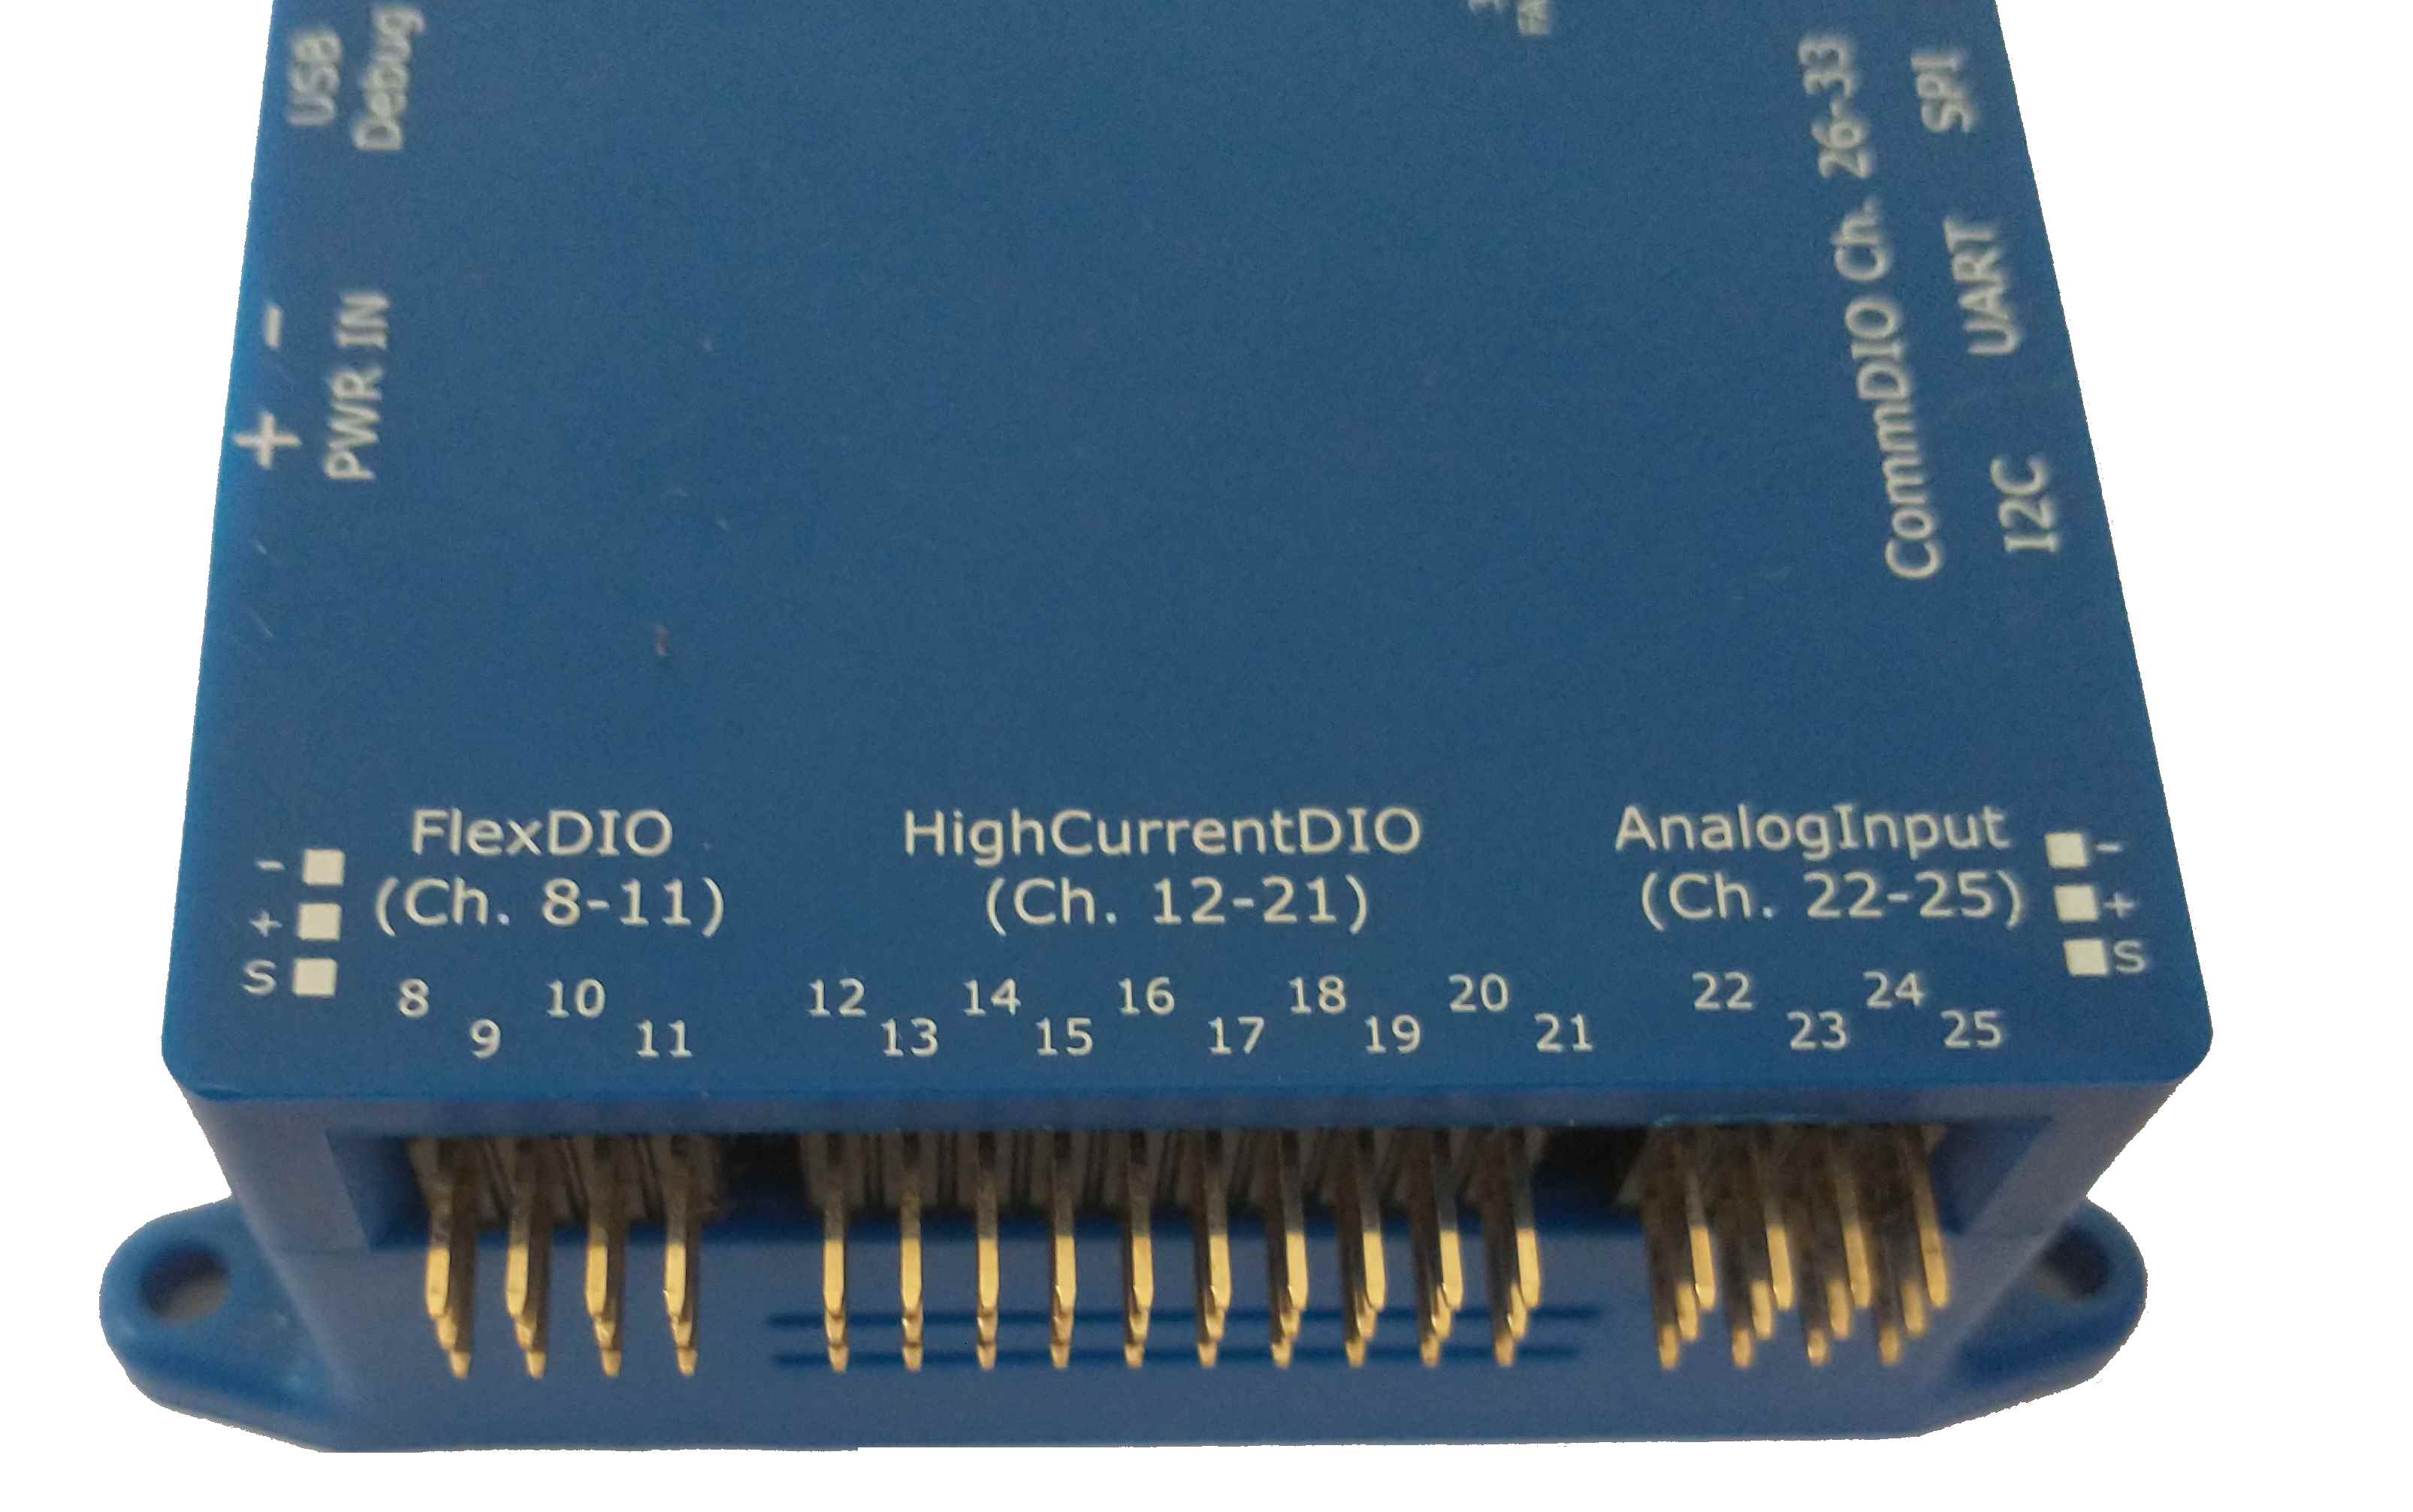 USB
Debug
- +
PWR IN
CommDIO Ch. 26-33
SPI
UART
I2C
FlexDIO
(Ch. 8-11)
HighCurrentDIO
(Ch. 12-21)
AnalogInput
(Ch. 22-25)
-
+
S
-
+
S
8 10 12 14 16 18 20 22 24
9 11 13 15 17 19 21 23 25